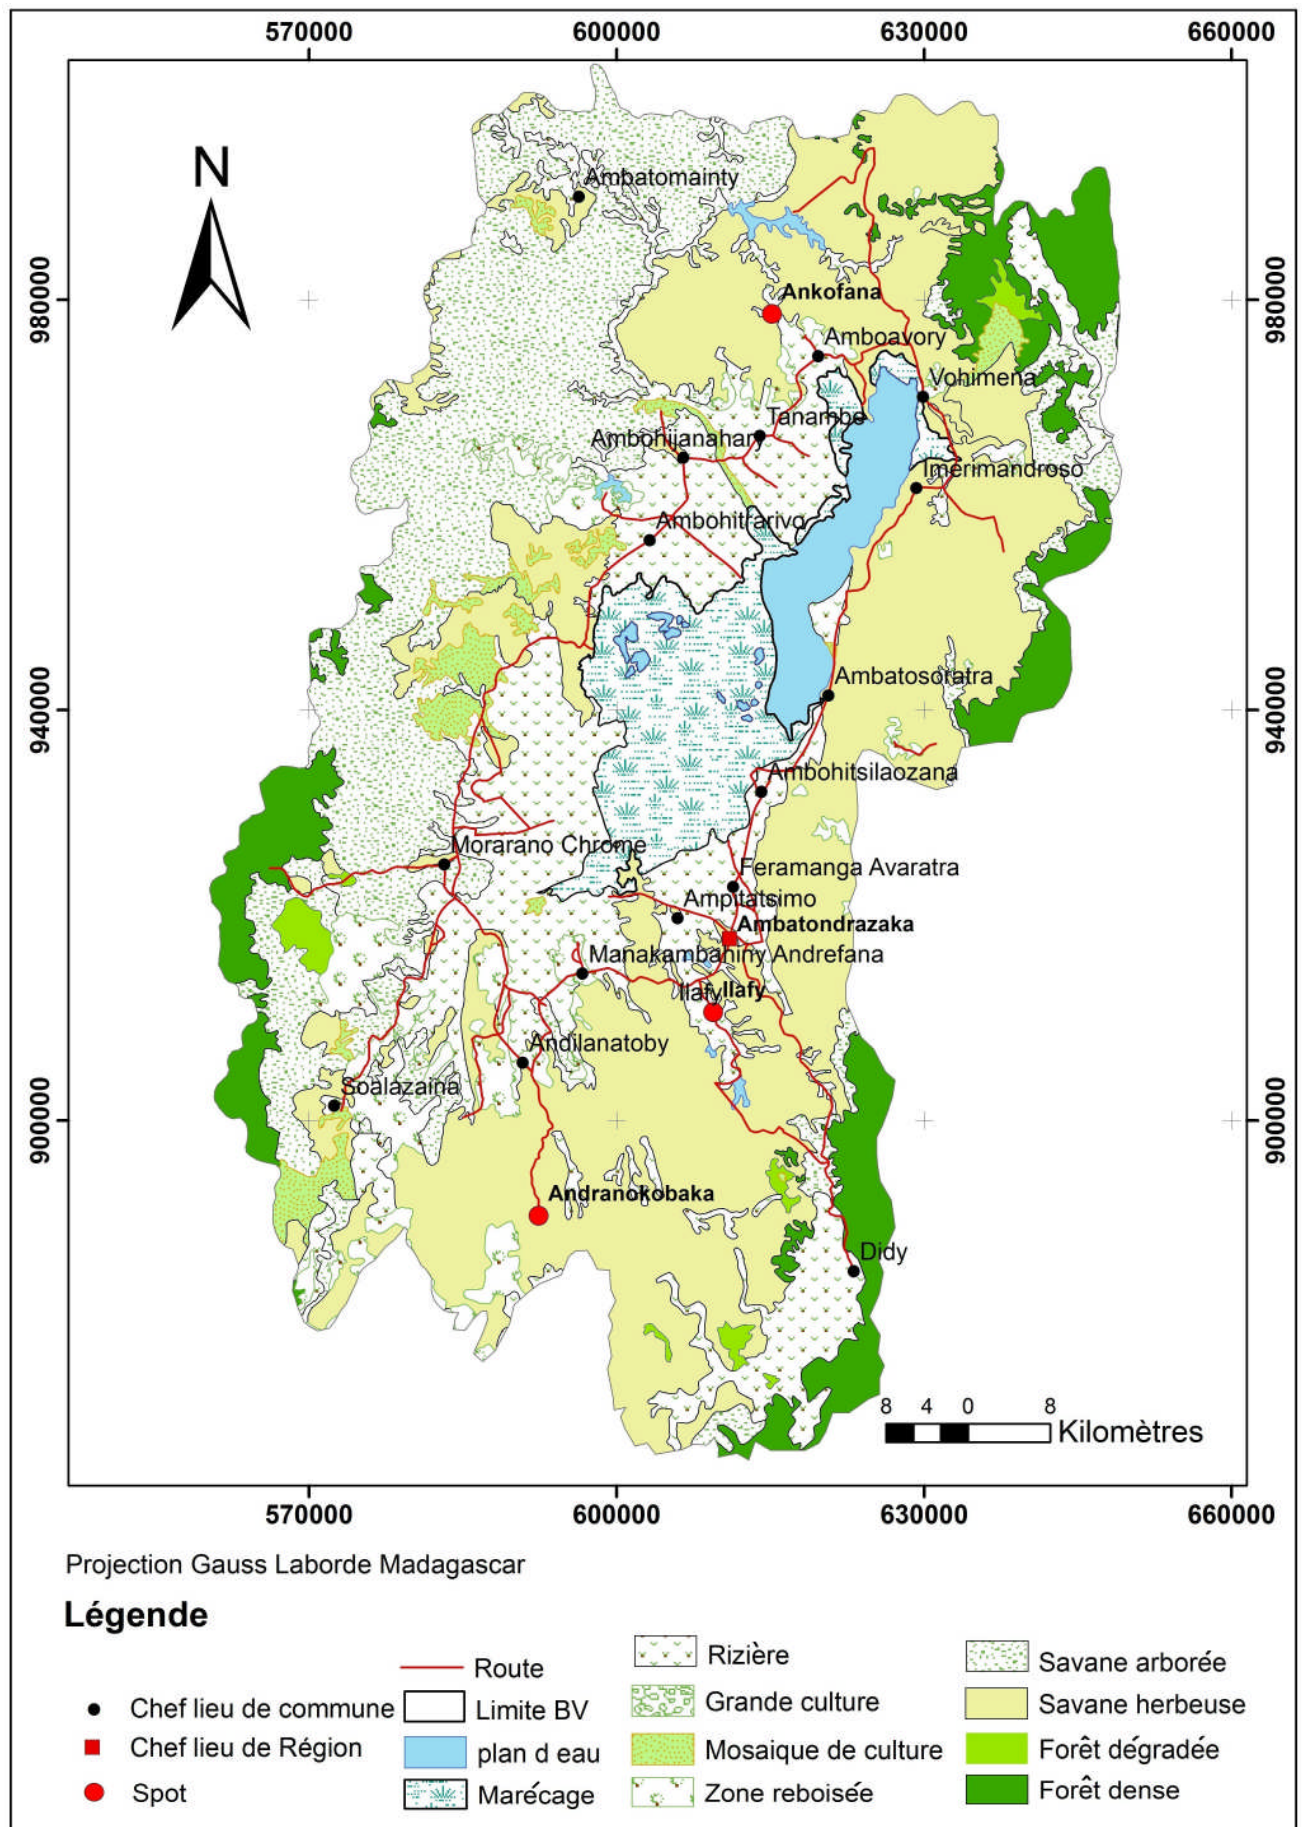 570000 600000 630000 660000
N
Ambatomainty
980000
980000
Ankofana
Amboavory
Vohimena
Tanambe
Ambohijanahary
Imerimandroso
Ambohitrarivo
Ambatosoratra
940000
940000
Ambohitsilaozana
Morarano Chrome
Feramanga Avaratra
Ampitatsimo
Ambatondrazaka
Manakambahiny Andrefana
Ilafy Ilafy
Andilanatoby
Soalazaina
900000
900000
Andranokobaka
Didy
8 4 0 8
Kilomètres
570000 600000 630000 660000
Projection Gauss Laborde Madagascar
Légende
Chef lieu de commune
Chef lieu de Région
Spot
Route
Limite BV
plan d eau
Marécage
Rizière
Grande culture
Mosaique de culture
Zone reboisée
Savane arborée
Savane herbeuse
Forêt dégradée
Forêt dense